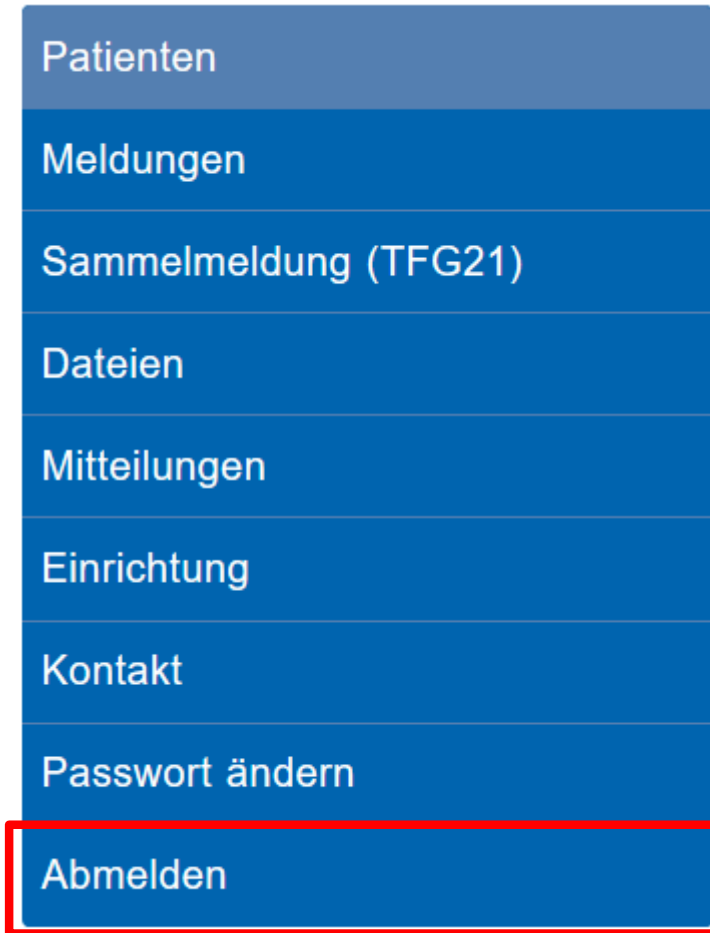 Patienten
Meldungen
Sammelmeldung (TFG21)
Dateien
Mitteilungen
Einrichtung
Kontakt
Passwort ändern
Abmelden